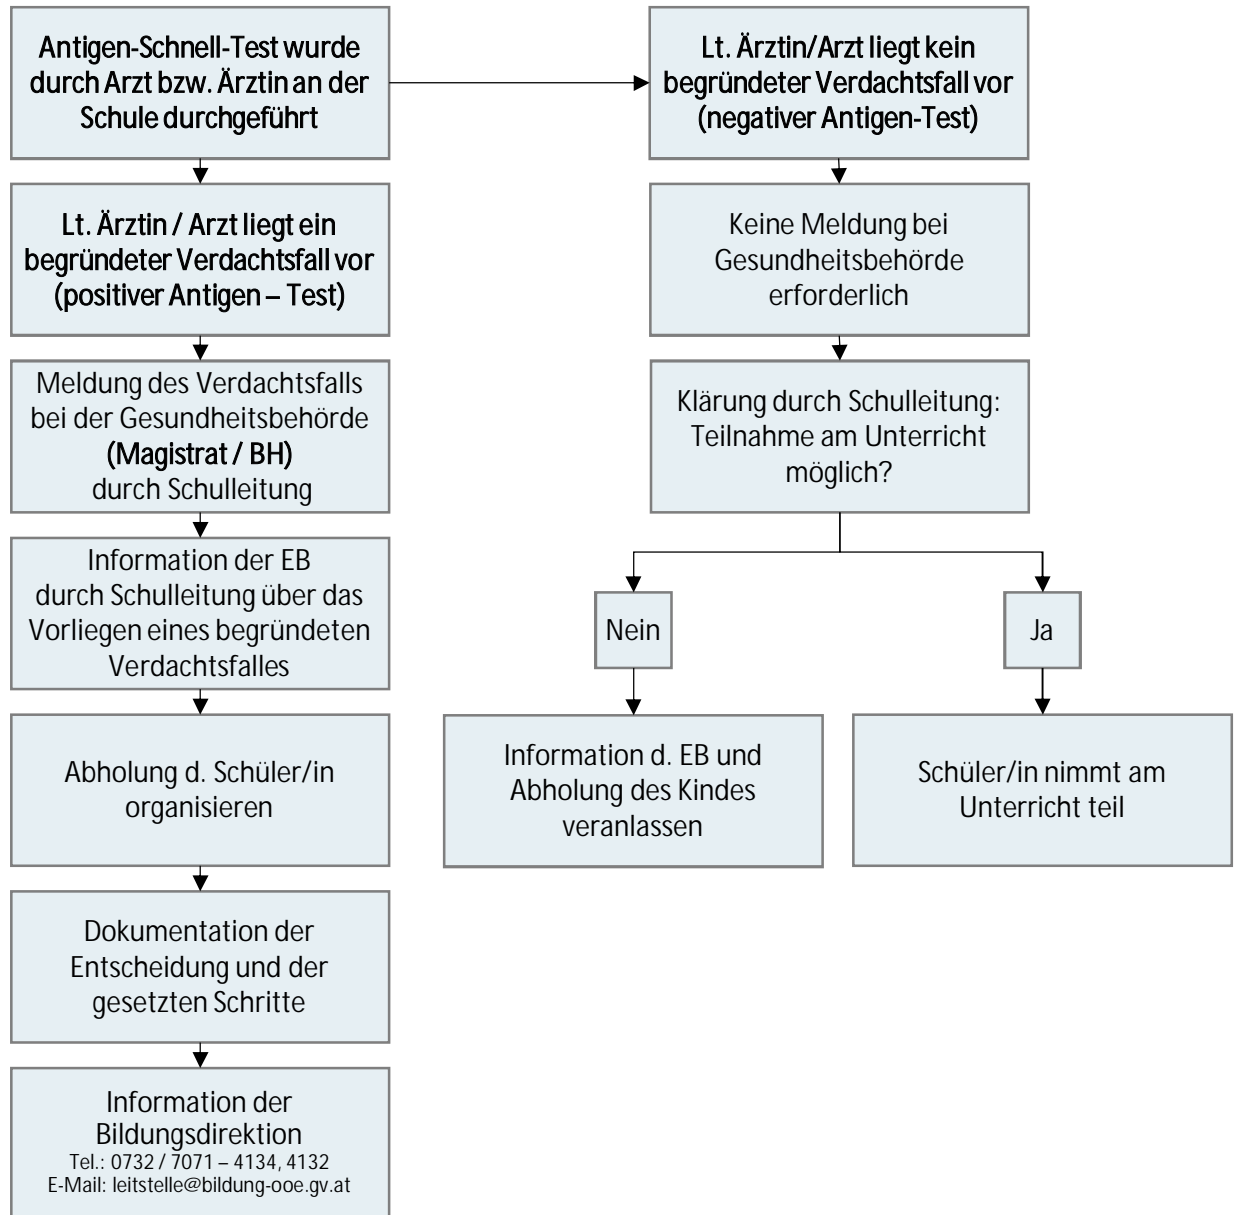 Antigen-Schnell-Test wurde
durch Arzt bzw. Ärztin an der
Schule durchgeführt
Lt. Ärztin/Arzt liegt kein
begründeter Verdachtsfall vor
(negativer Antigen-Test)
Lt. Ärztin / Arzt liegt ein
begründeter Verdachtsfall vor
(positiver Antigen – Test)
Keine Meldung bei
Gesundheitsbehörde
erforderlich
Meldung des Verdachtsfalls
bei der Gesundheitsbehörde
(Magistrat / BH)
durch Schulleitung
Klärung durch Schulleitung:
Teilnahme am Unterricht
möglich?
Information der EB
durch Schulleitung über das
Vorliegen eines begründeten
Verdachtsfalles
Nein
Ja
Abholung d. Schüler/in
organisieren
Information d. EB und
Abholung des Kindes
veranlassen
Schüler/in nimmt am
Unterricht teil
Dokumentation der
Entscheidung und der
gesetzten Schritte
Information der
Bildungsdirektion
Tel.: 0732 / 7071 – 4134, 4132
E-Mail: leitstelle@bildung-ooe.gv.at